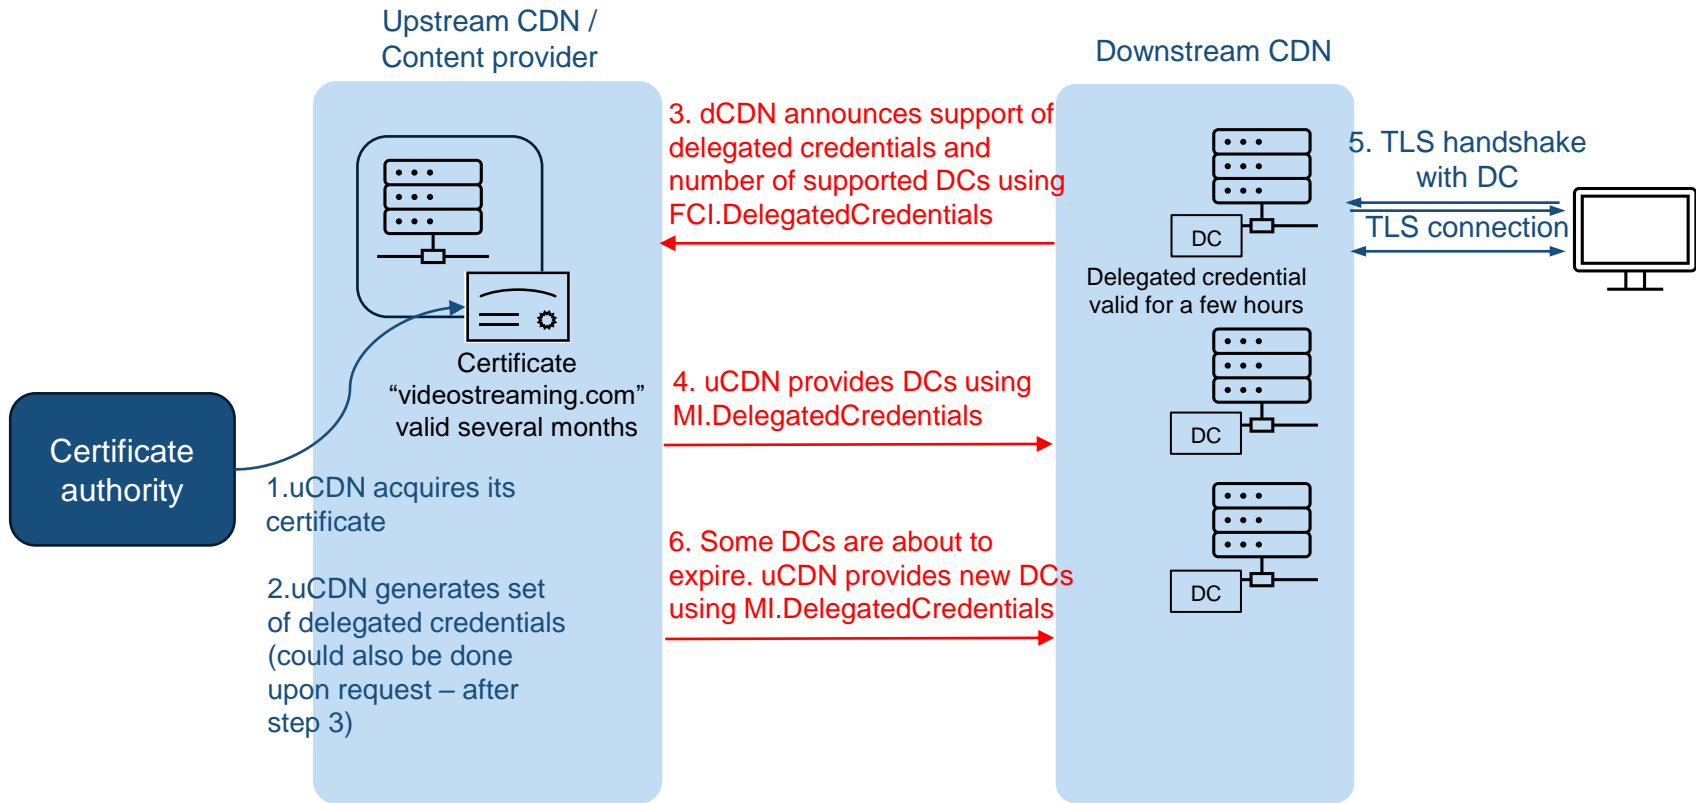 Upstream CDN /
Content provider
Downstream CDN
3. dCDN announces support of
delegated credentials and
number of supported DCs using
FCI.DelegatedCredentials
5. TLS handshake
with DC
TLS connection
DC
Delegated credential
valid for a few hours
Certificate
“videostreaming.com”
valid several months
4. uCDN provides DCs using
MI.DelegatedCredentials
DC
Certificate
authority
1.uCDN acquires its
certificate
6. Some DCs are about to
expire. uCDN provides new DCs
using MI.DelegatedCredentials
DC
2.uCDN generates set
of delegated credentials
(could also be done
upon request – after
step 3)